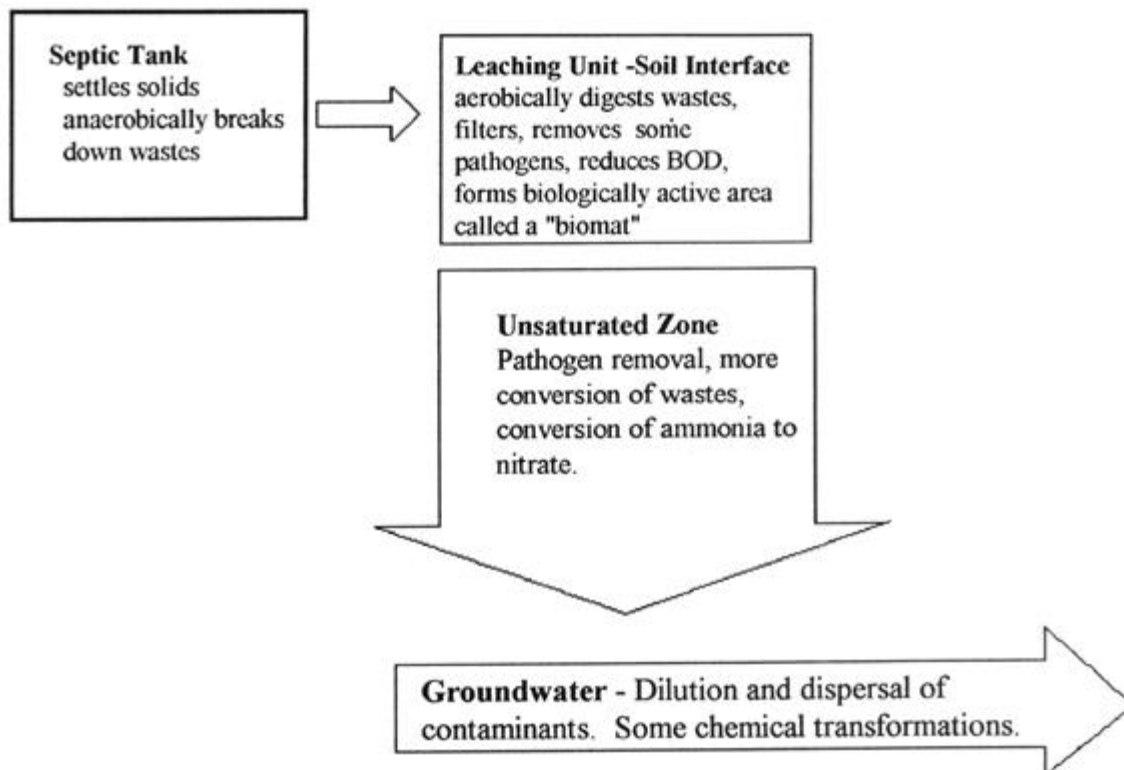 Septic Tank
settles solids
anaerobically breaks
down wastes
Leaching Unit -Soil Interface
aerobically digests wastes,
filters, removes some
pathogens, reduces BOD,
forms biologically active area
called a "biomat"
Unsaturated Zone
Pathogen removal, more
conversion of wastes,
conversion of ammonia to
nitrate.
Groundwater - Dilution and dispersal of
contaminants. Some chemical transformations.